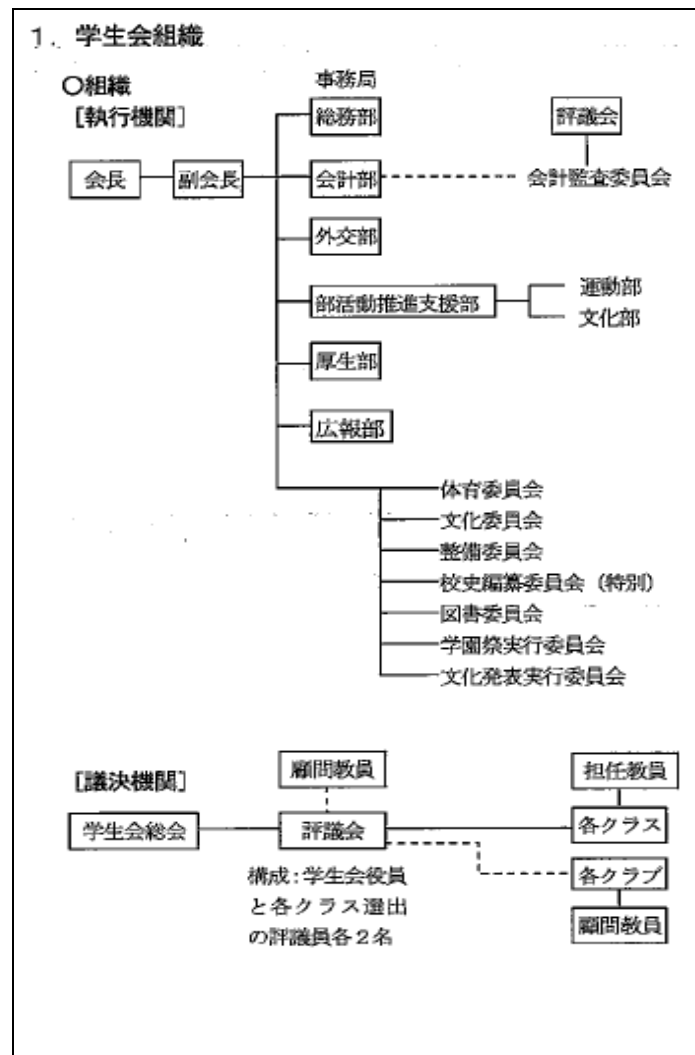 1. 学生会組織
〇組織
[執行機関]
事務局
総務部
評議会
会長
副会長
会計部
会計監査委員会
外交部
部活動推進支援部
運動部
文化部
厚生部
広報部
体育委員会
文化委員会
整備委員会
校史編纂委員会（特別）
図書委員会
学園祭実行委員会
文化発表実行委員会
[議決機関]
顧問教員
担任教員
学生会総会
評議会
各クラス
構成：学生会役員
と各クラス選出
の評議員各２名
各クラブ
顧問教員